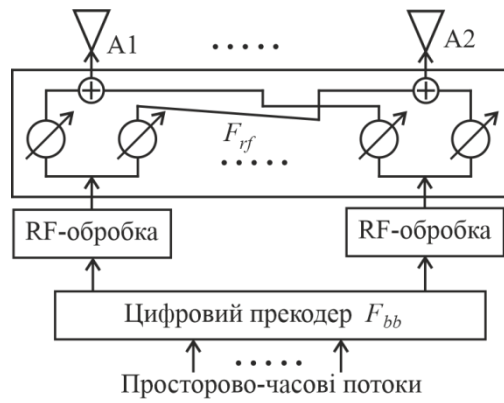 A1 A2
F_rf
RF-обробка RF-обробка
Цифровий прекодер F_bb
Просторово-часові потоки